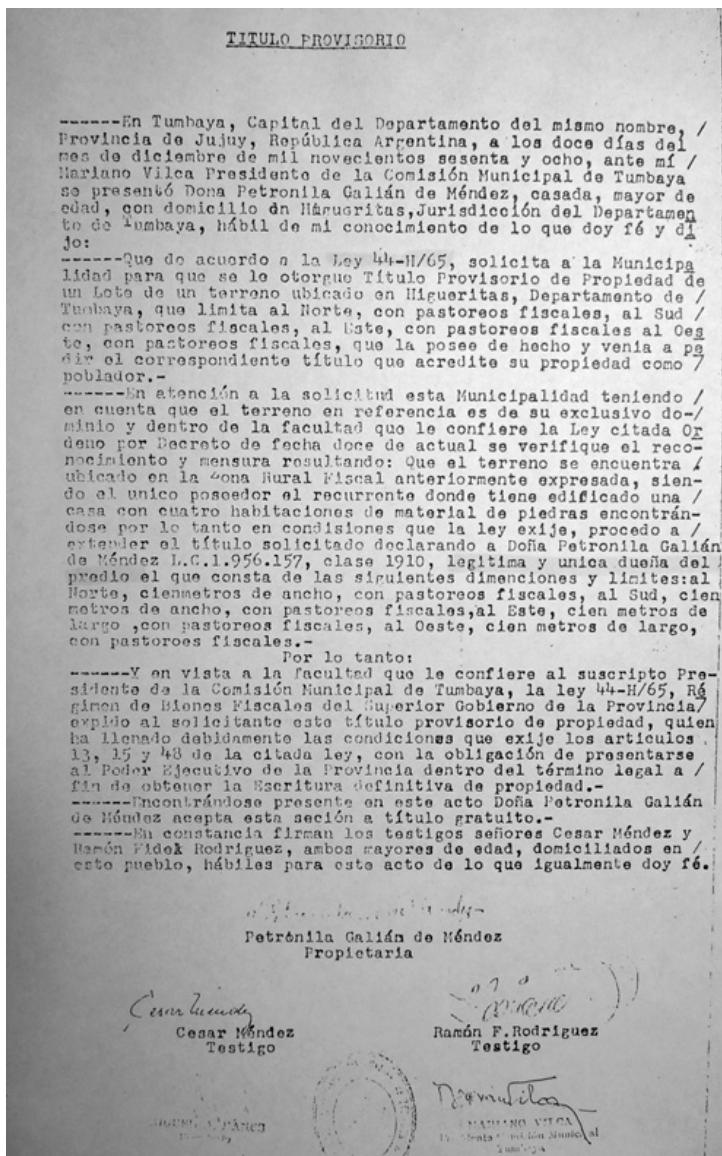 TITULO PROVISORIO
------En Tumbaya, Capital del Departamento del mismo nombre, /
Provincia de Jujuy, República Argentina, a los doce días del
mes de diciembre de mil novecientos sesenta y ocho, ante mí /
Mariano Vilca Presidente de la Comisión Municipal de Tumbaya
se presentó Dona Petronila Galián de Méndez, casada, mayor de
edad, con domicilio dn Hágueritas,Jurisdicción del Departamen
to de Tumbaya, hábil de mi conocimiento de lo que doy fé y di
jo:
------Que de acuerdo a la Ley 44-H/65, solicita a la Municipa
lidad para que se le otorgue Título Provisorio de Propiedad de
un Lote de un terreno ubicado en Higueritas, Departamento de /
Tumbaya, que limita al Norte, con pastoreos fiscales, al Sud /
con pastoreos fiscales, al Este, con pastoreos fiscales al Oes
te, con pastoreos fiscales, que la posee de hecho y venia a pe
dir el correspondiente título que acredite su propiedad como /
poblador.-
------En atención a la solicitud esta Municipalidad teniendo /
en cuenta que el terreno en referencia es de su exclusivo do-/
minio y dentro de la facultad que le confiere la Ley citada Or
deno por Decreto de fecha doce de actual se verifique el reco-
nocimiento y mensura resultando: Que el terreno se encuentra /
ubicado en la Zona Rural Fiscal anteriormente expresada, sien-
do el unico poseedor el recurrente donde tiene edificado una /
casa con cuatro habitaciones de material de piedras encontrán-
dose por lo tanto en condisiones que la ley exije, procedo a /
extender el título solicitado declarando a Doña Petronila Galián
de Méndez L.C.1.956.157, clase 1910, legitima y unica dueña del
predio el que consta de las siguientes dimenciones y limites:al
Norte, cienmetros de ancho, con pastoreos fiscales, al Sud, cien
metros de ancho, con pastoreos fiscales,al Este, cien metros de
largo ,con pastoreos fiscales, al Oeste, cien metros de largo,
con pastoroes fiscales.-
Por lo tanto:
------Y en vista a la facultad que le confiere al suscripto Pre-
sidente de la Comisión Municipal de Tumbaya, la ley 44-H/65, Ré
gimen de Bienes Fiscales del Superior Gobierno de la Provincia/
expido al solicitante este título provisorio de propiedad, quien
ha llenado debidamente las condiciones que exije los articulos
13, 15 y 48 de la citada ley, con la obligación de presentarse
al Poder Ejecutivo de la Provincia dentro del término legal a /
fin de obtener la Escritura definitiva de propiedad.-
------Encontrándose presente en este acto Doña Petronila Galián
de Méndez acepta esta seción a título gratuito.-
------En constancia firman los testigos señores Cesar Méndez y
Ramón Fidek Rodriguez, ambos mayores de edad, domiciliados en /
este pueblo, hábiles para este acto de lo que igualmente doy fé.
Petrónila Galián de Méndez
Propietaria
Cesar Méndez
Cesar Méndez
Testigo
Ramón F.Rodriguez
Testigo
MARIANO VILCA
Presidente Comisión Municipal
Tumbaya